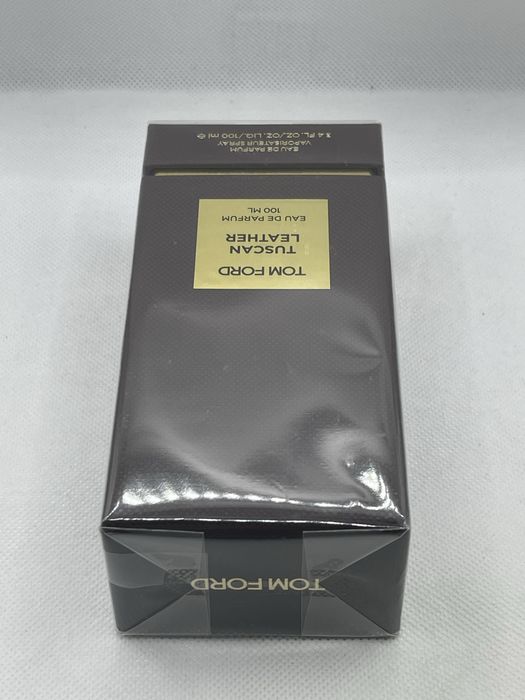 TOM FORD
TOM FORD
TUSCAN
LEATHER
EAU DE PARFUM
100 ML
EAU DE PARFUM
VAPORISATEUR SPRAY
3.4 FL. OZ./OZ. LIQ./100 ml ℮